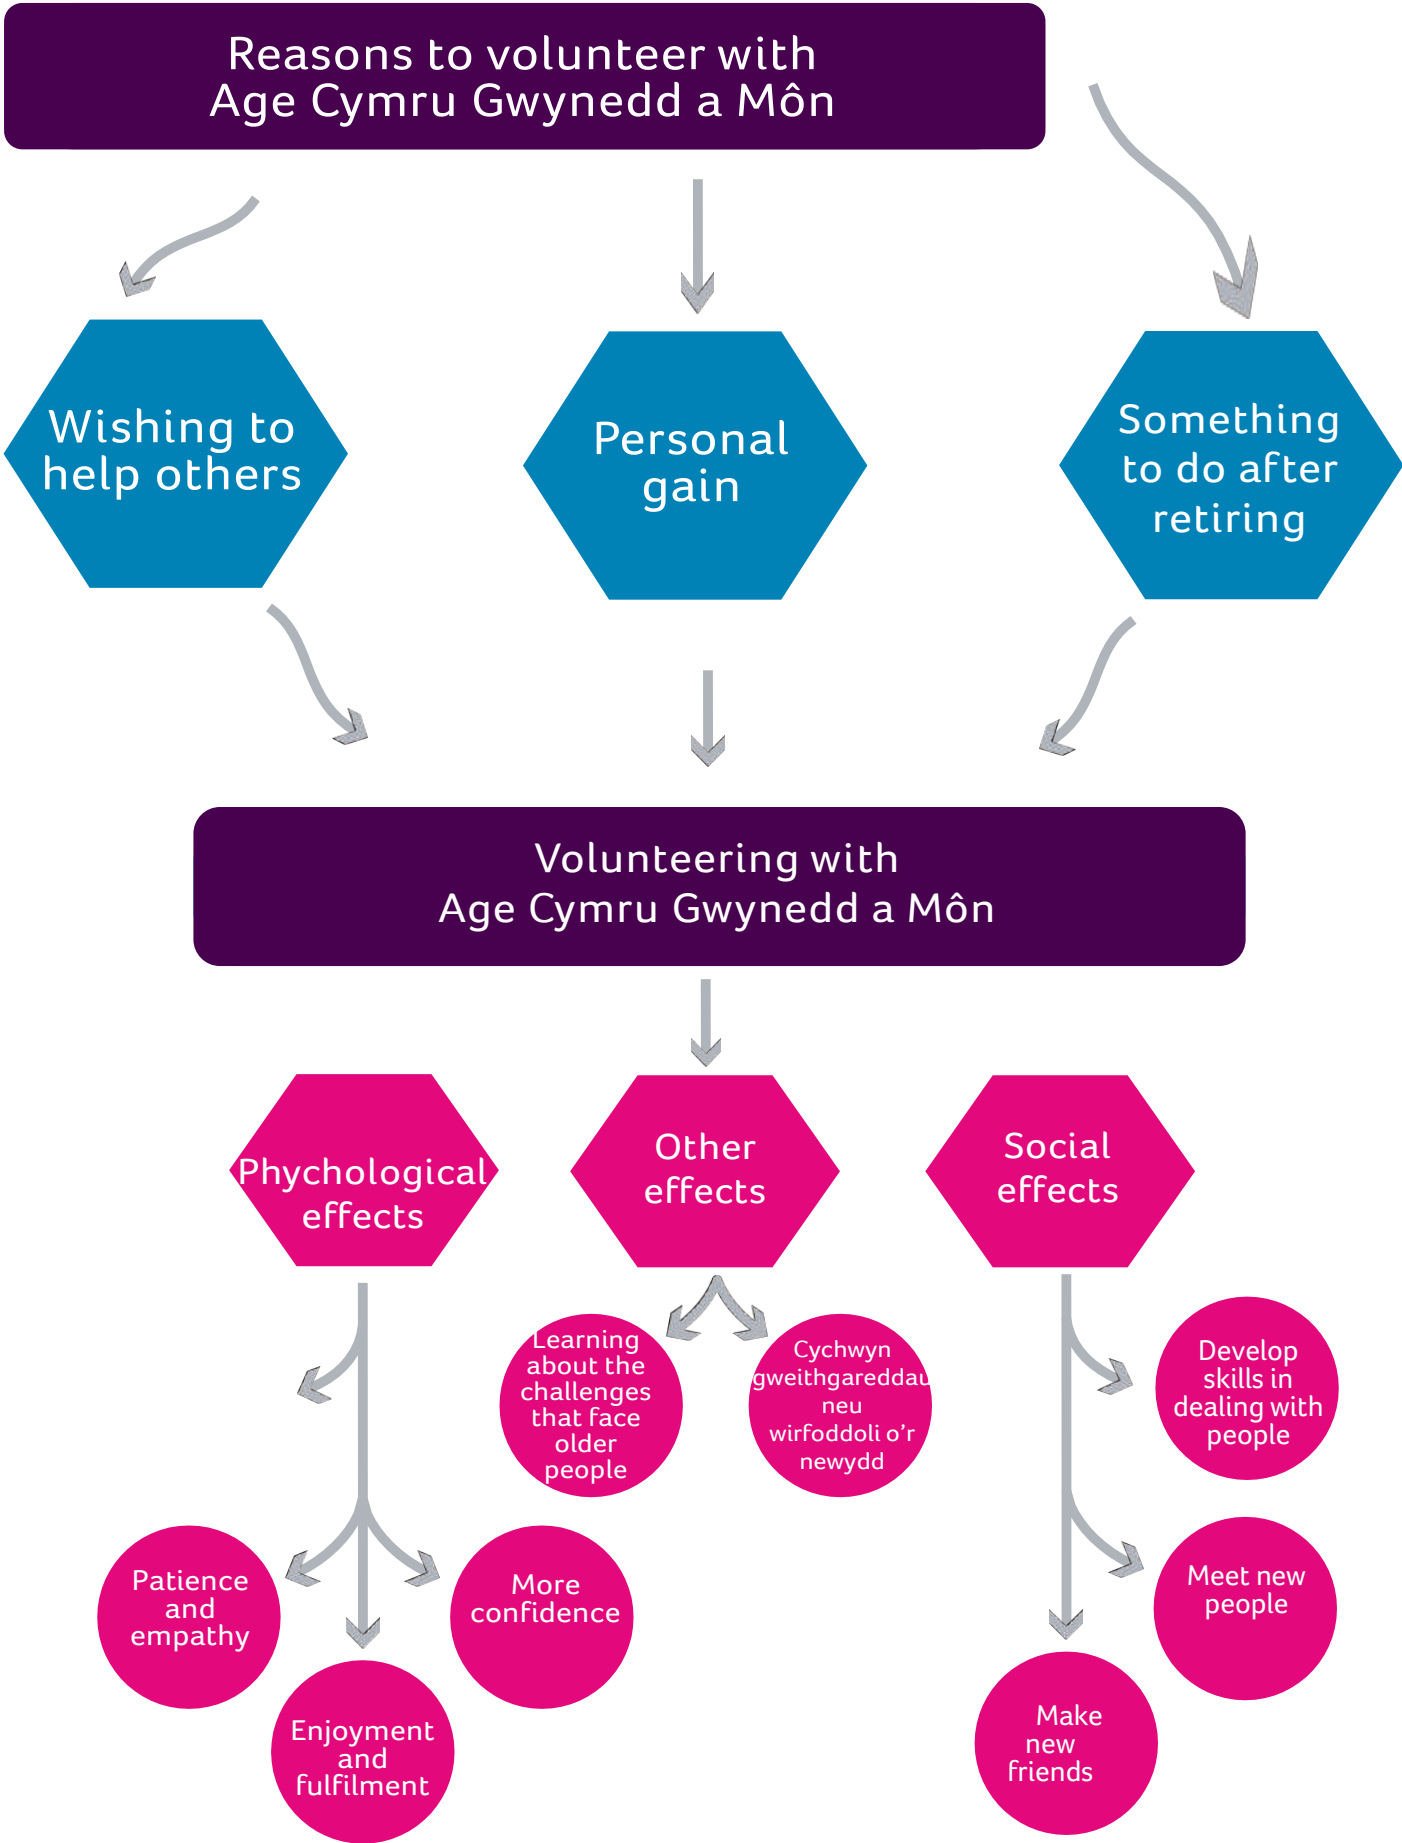 Reasons to volunteer with
Age Cymru Gwynedd a Môn
Wishing to
help others
Personal
gain
Something
to do after
retiring
Volunteering with
Age Cymru Gwynedd a Môn
Phychological
effects
Other
effects
Social
effects
Learning
about the
challenges
that face
older
people
Cychwyn
gweithgareddau
neu
wirfoddoli o’r
newydd
Develop
skills in
dealing with
people
Patience
and
empathy
More
confidence
Meet new
people
Enjoyment
and
fulfilment
Make
new
friends